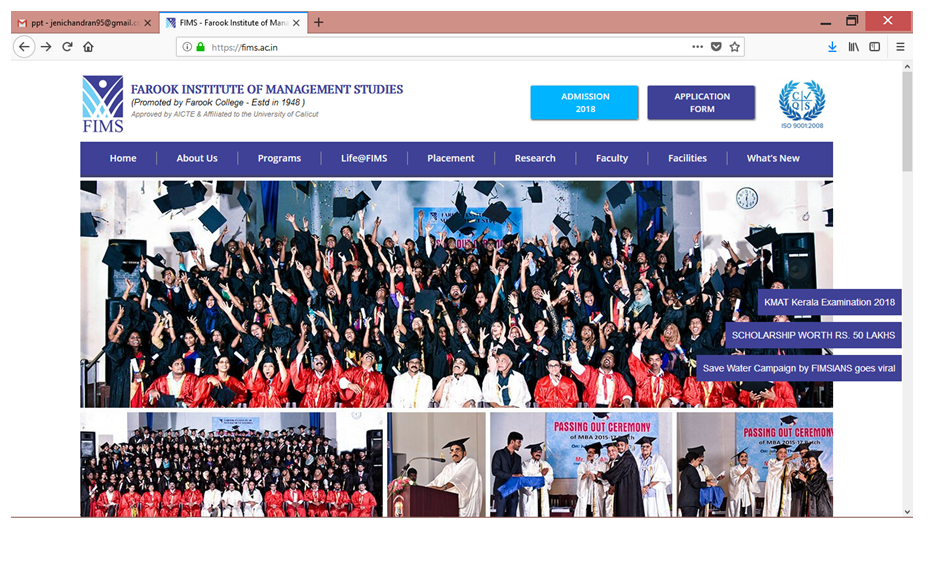 ppt - jenichandran95@gmail.c
FIMS - Farook Institute of Mana
https://fims.ac.in
FIMS
FAROOK INSTITUTE OF MANAGEMENT STUDIES
(Promoted by Farook College - Estd in 1948 )
Approved by AICTE & Affiliated to the University of Calicut
ADMISSION
2018
APPLICATION
FORM
ISO 9001:2008
Home
About Us
Programs
Life@FIMS
Placement
Research
Faculty
Facilities
What's New
KMAT Kerala Examination 2018
SCHOLARSHIP WORTH RS. 50 LAKHS
Save Water Campaign by FIMSIANS goes viral
PASSING OUT CEREMONY
of MBA 2015-17 Batch
PASSING OUT CEREMONY
of MBA 2015-17 Batch